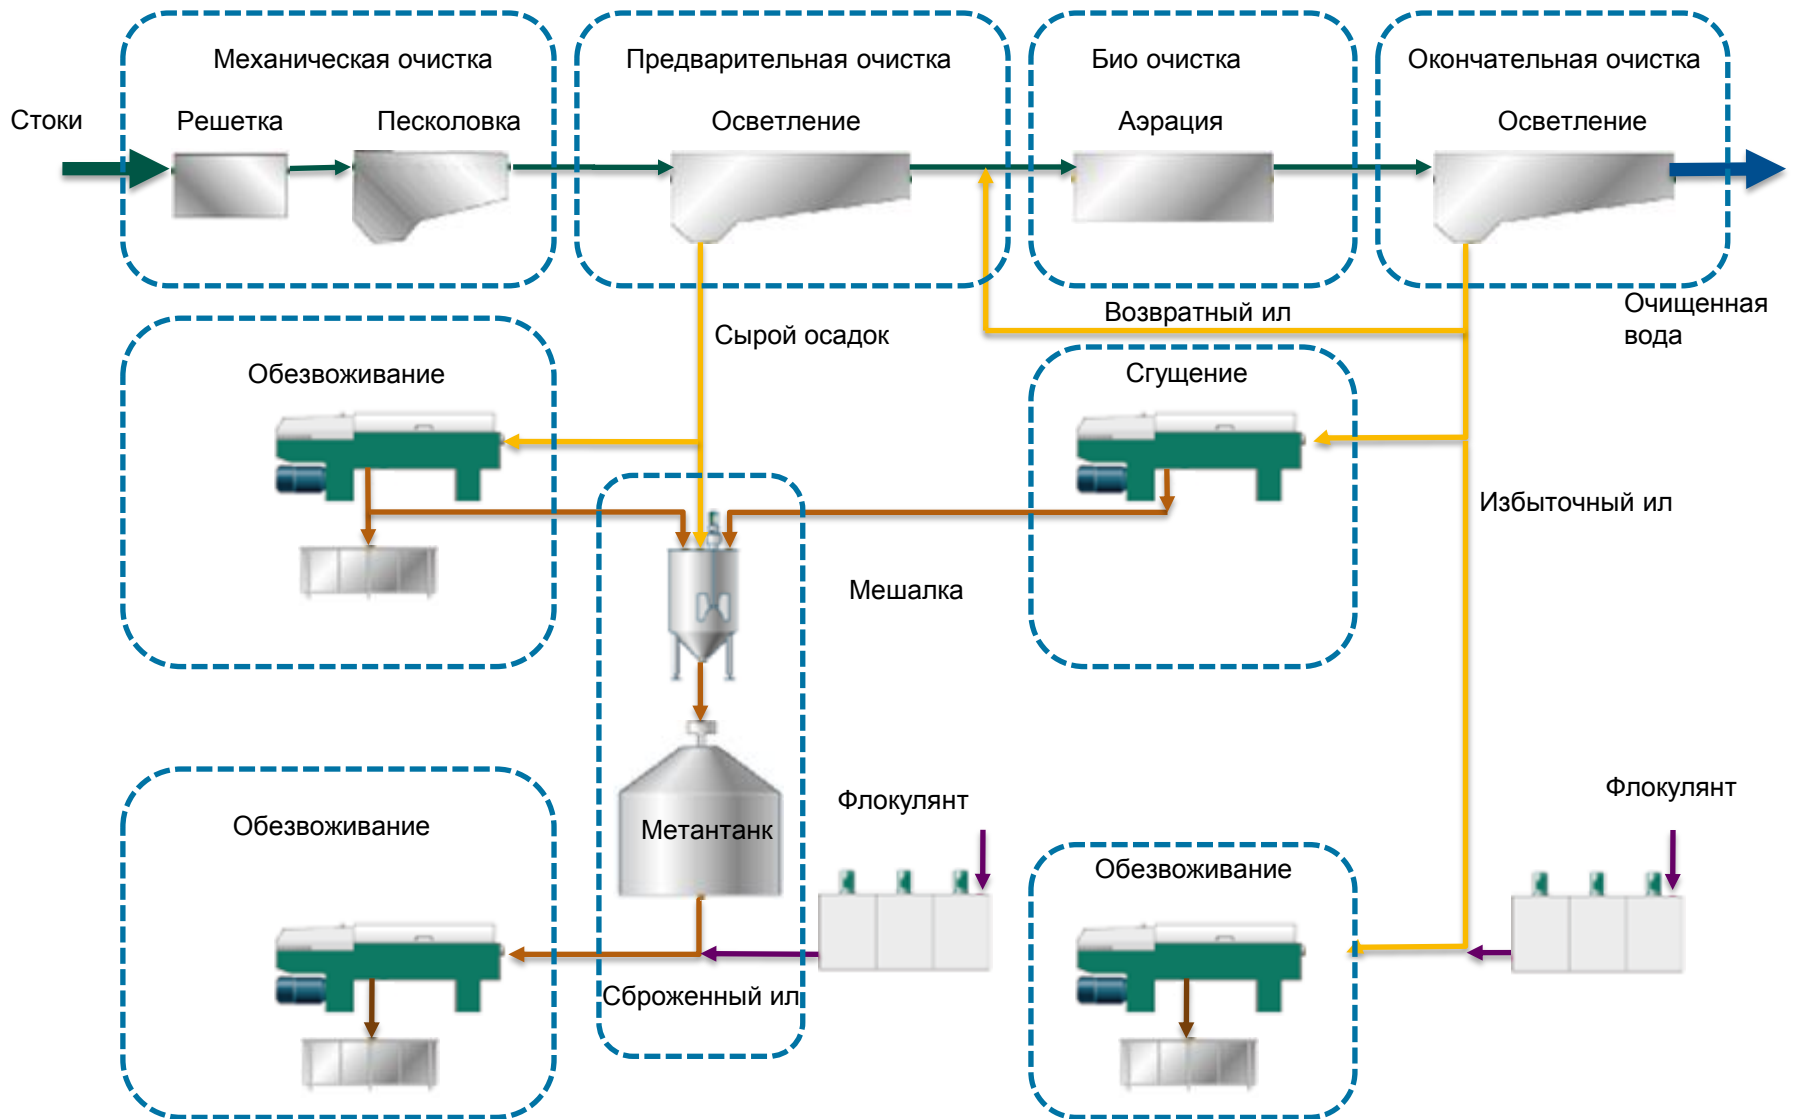 Механическая очистка
Предварительная очистка
Био очистка
Окончательная очистка
Стоки
Решетка
Песколовка
Осветление
Аэрация
Осветление
Возвратный ил
Очищенная
вода
Сырой осадок
Обезвоживание
Сгущение
Избыточный ил
Мешалка
Флокулянт
Флокулянт
Обезвоживание
Метантанк
Обезвоживание
Сброженный ил